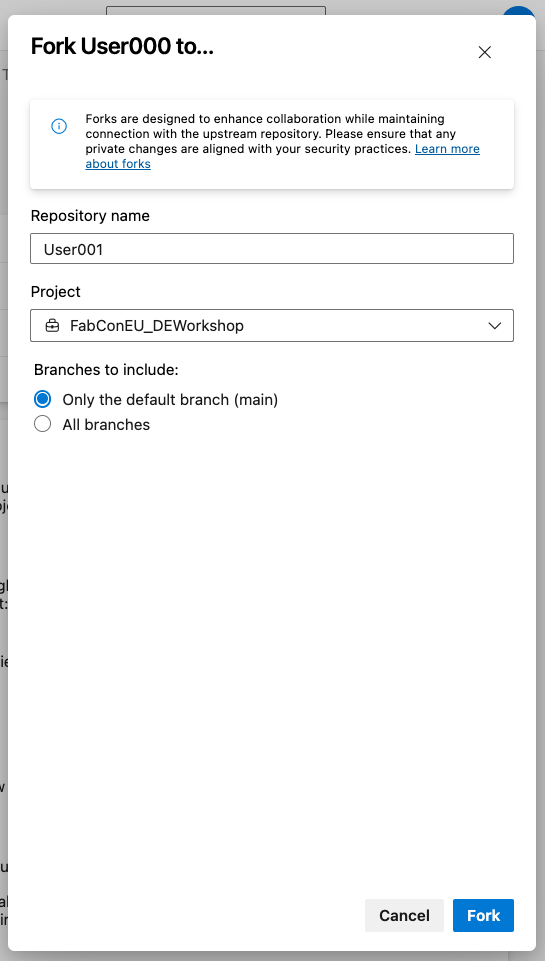 Fork User000 to...
Forks are designed to enhance collaboration while maintaining
connection with the upstream repository. Please ensure that any
private changes are aligned with your security practices. Learn more
about forks
Repository name
User001
Project
FabConEU_DEWorkshop
Branches to include:
Only the default branch (main)
All branches
Cancel
Fork